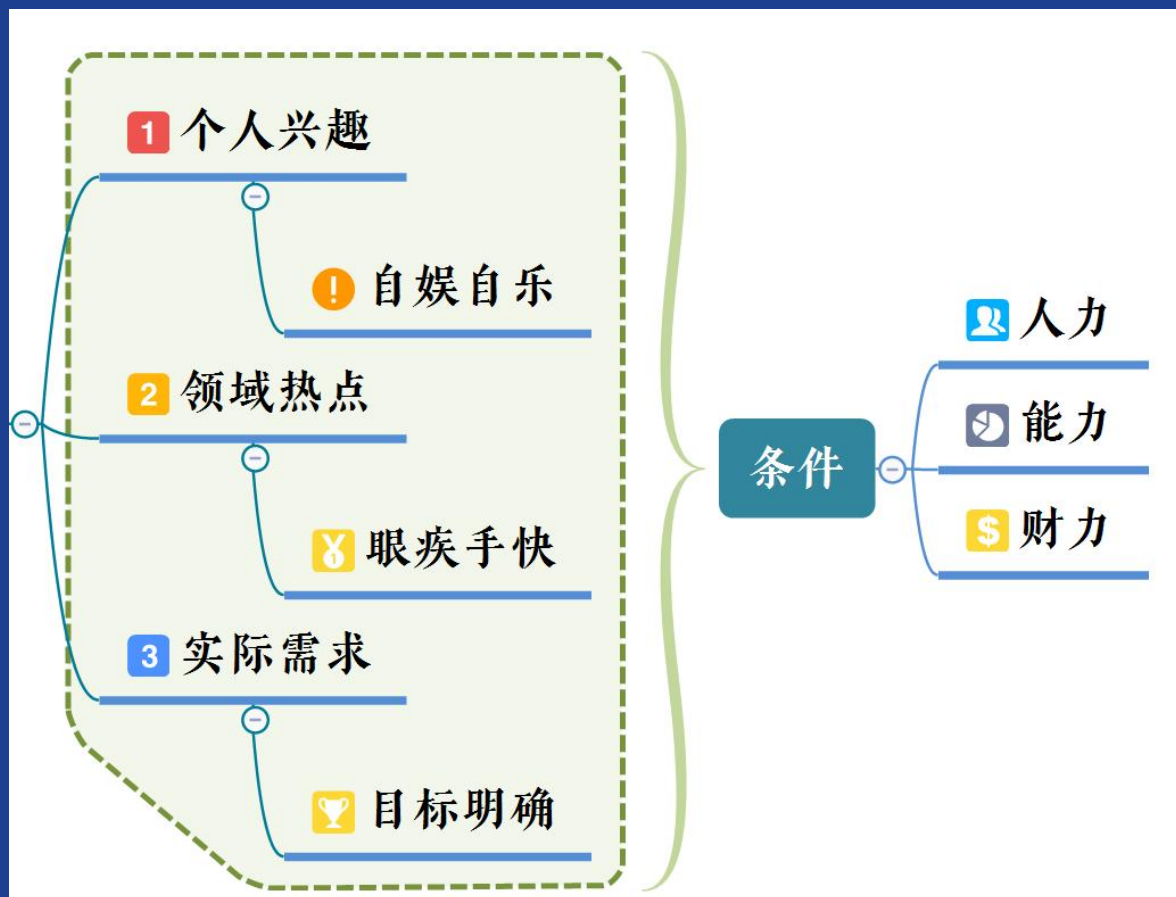 1 个人兴趣
! 自娱自乐
2 领域热点
1 眼疾手快
3 实际需求
目标明确
条件
人力
能力
$ 财力